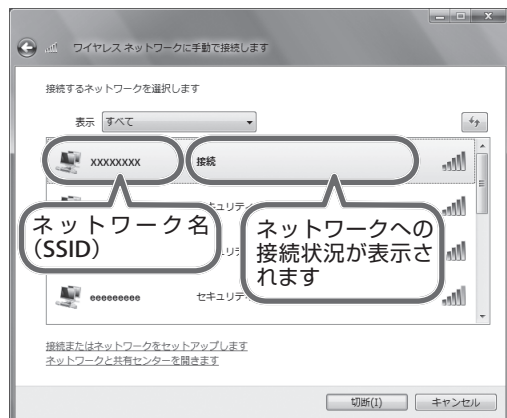 ワイヤレス ネットワークに手動で接続します
接続するネットワークを選択します
表示 すべて
xxxxxxxx 接続
ネットワーク名
(SSID)
ネットワークへの
接続状況が表示さ
れます
eeeeeeeee セキュリティ
接続またはネットワークをセットアップします
ネットワークと共有センターを開きます
切断(I) キャンセル